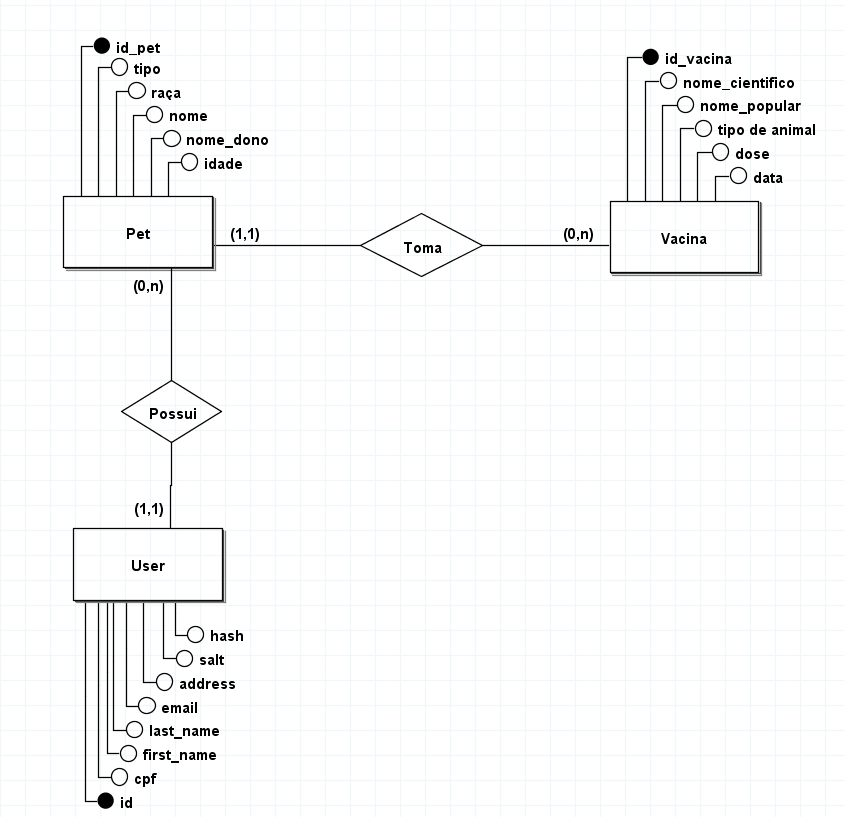 id_pet
tipo
raça
nome
nome_dono
idade
Pet
(1,1)
Toma
(0,n)
id_vacina
nome_cientifico
nome_popular
tipo de animal
dose
data
Vacina
(0,n)
Possui
(1,1)
User
hash
salt
address
email
last_name
first_name
cpf
id